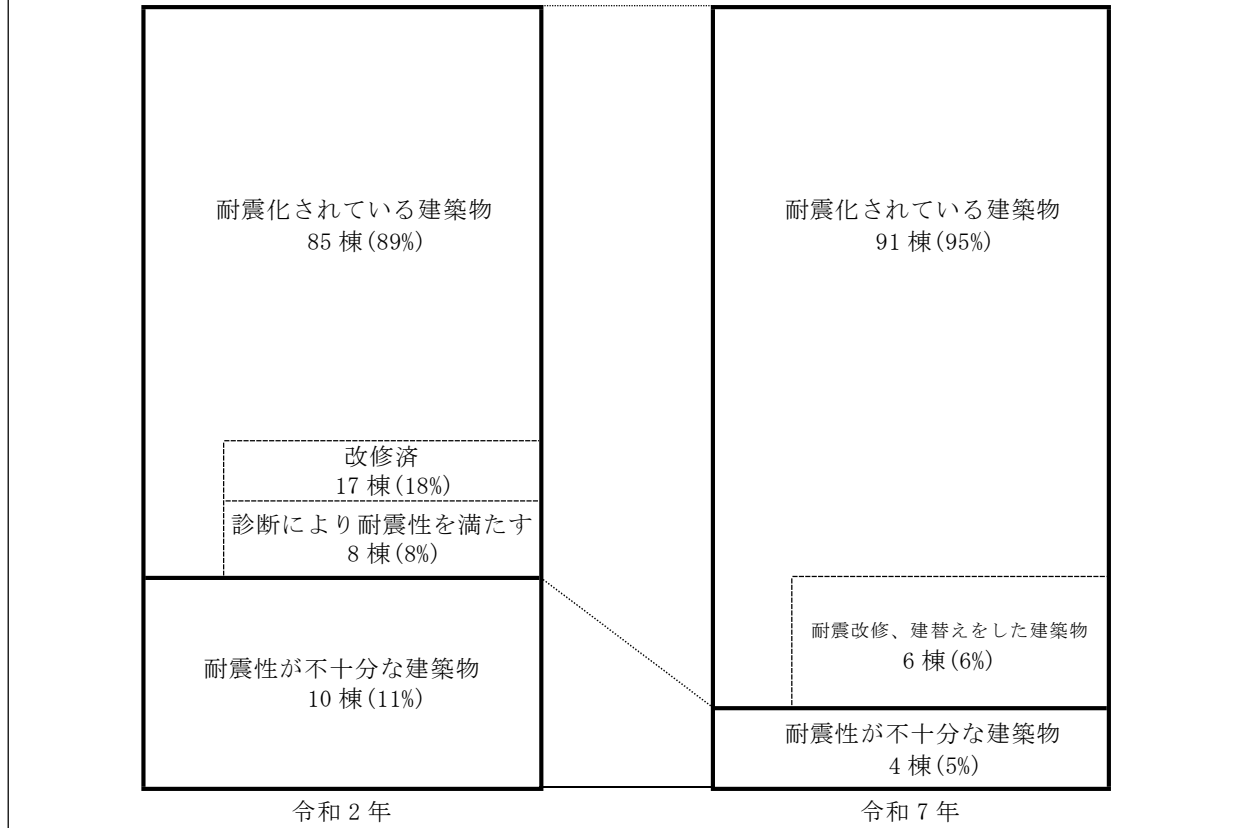 耐震化されている建築物
85 棟(89%)
改修済
17 棟(18%)
診断により耐震性を満たす
8 棟(8%)
耐震性が不十分な建築物
10 棟(11%)
令和 2 年
耐震化されている建築物
91 棟(95%)
耐震改修、建替えをした建築物
6 棟(6%)
耐震性が不十分な建築物
4 棟(5%)
令和 7 年